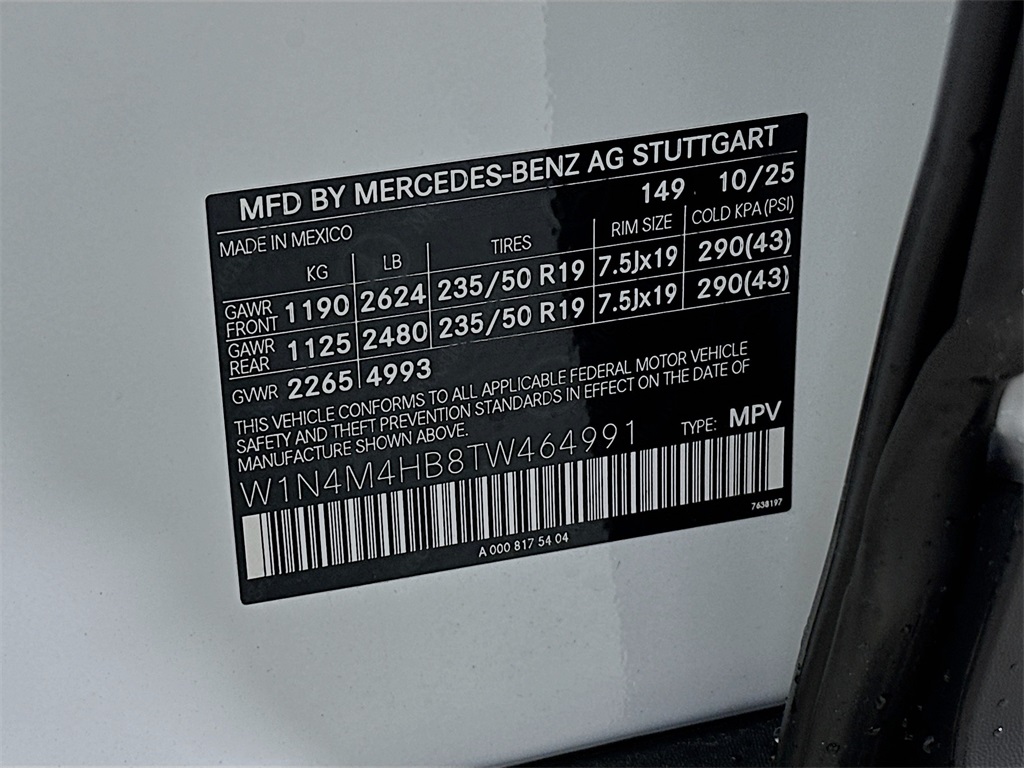 MFD BY MERCEDES-BENZ AG STUTTGART
149 10/25
MADE IN MEXICO
KG LB TIRES RIM SIZE COLD KPA (PSI)
GAWR FRONT 1190 2624 235/50 R19 7.5Jx19 290(43)
GAWR REAR 1125 2480 235/50 R19 7.5Jx19 290(43)
GVWR 2265 4993
THIS VEHICLE CONFORMS TO ALL APPLICABLE FEDERAL MOTOR VEHICLE
SAFETY AND THEFT PREVENTION STANDARDS IN EFFECT ON THE DATE OF
MANUFACTURE SHOWN ABOVE.
TYPE: MPV
W1N4M4HB8TW464991
7638197
A 000 817 54 04